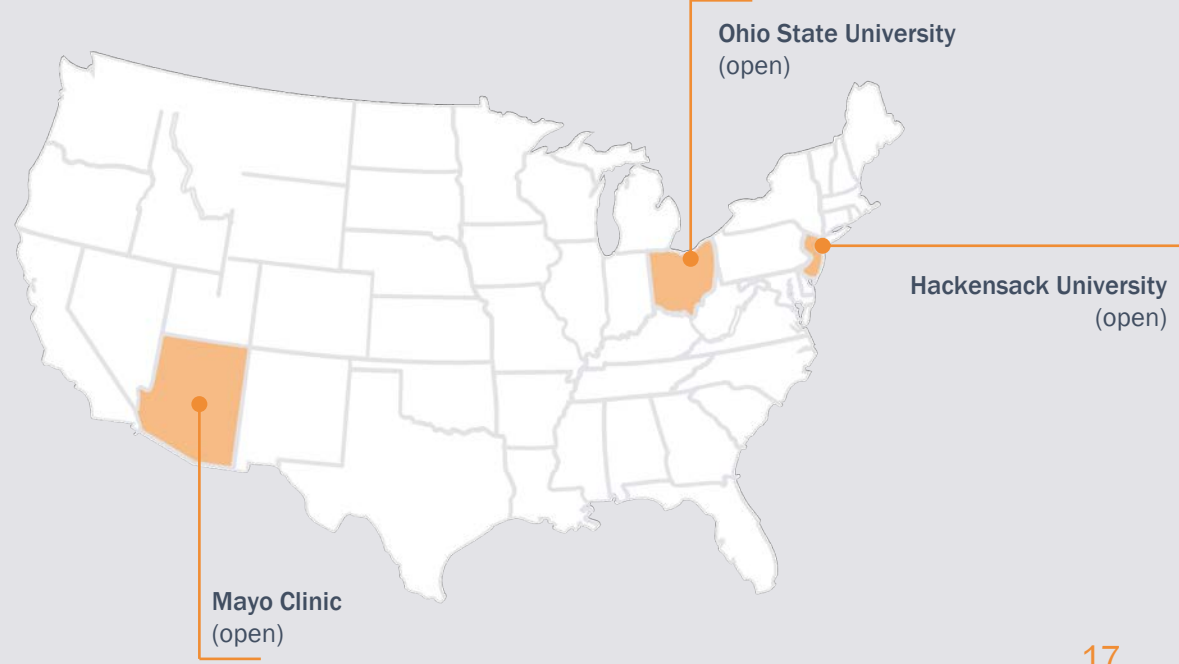 Ohio State University
(open)
Hackensack University
(open)
Mayo Clinic
(open)
17